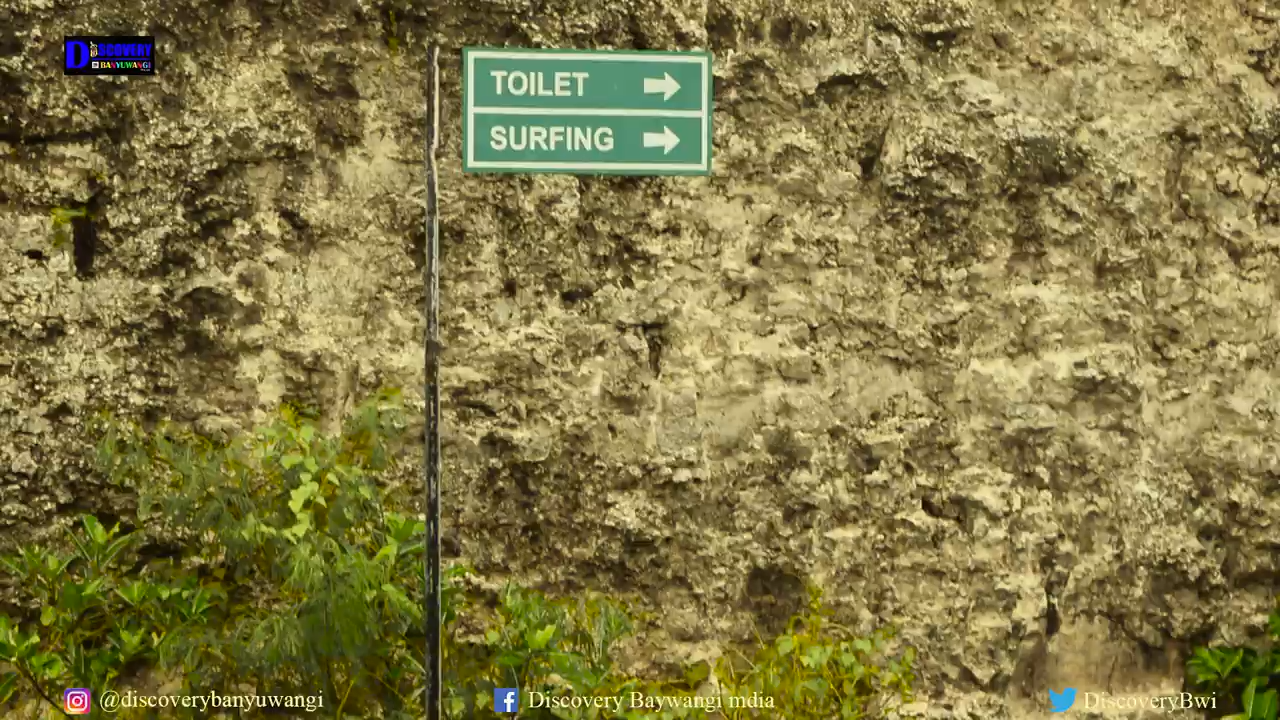 DISCOVERY
BANYUWANGI
TOILET
SURFING
@discoverybanyuwangi
Discovery Baywangi mdia
DiscoveryBwi